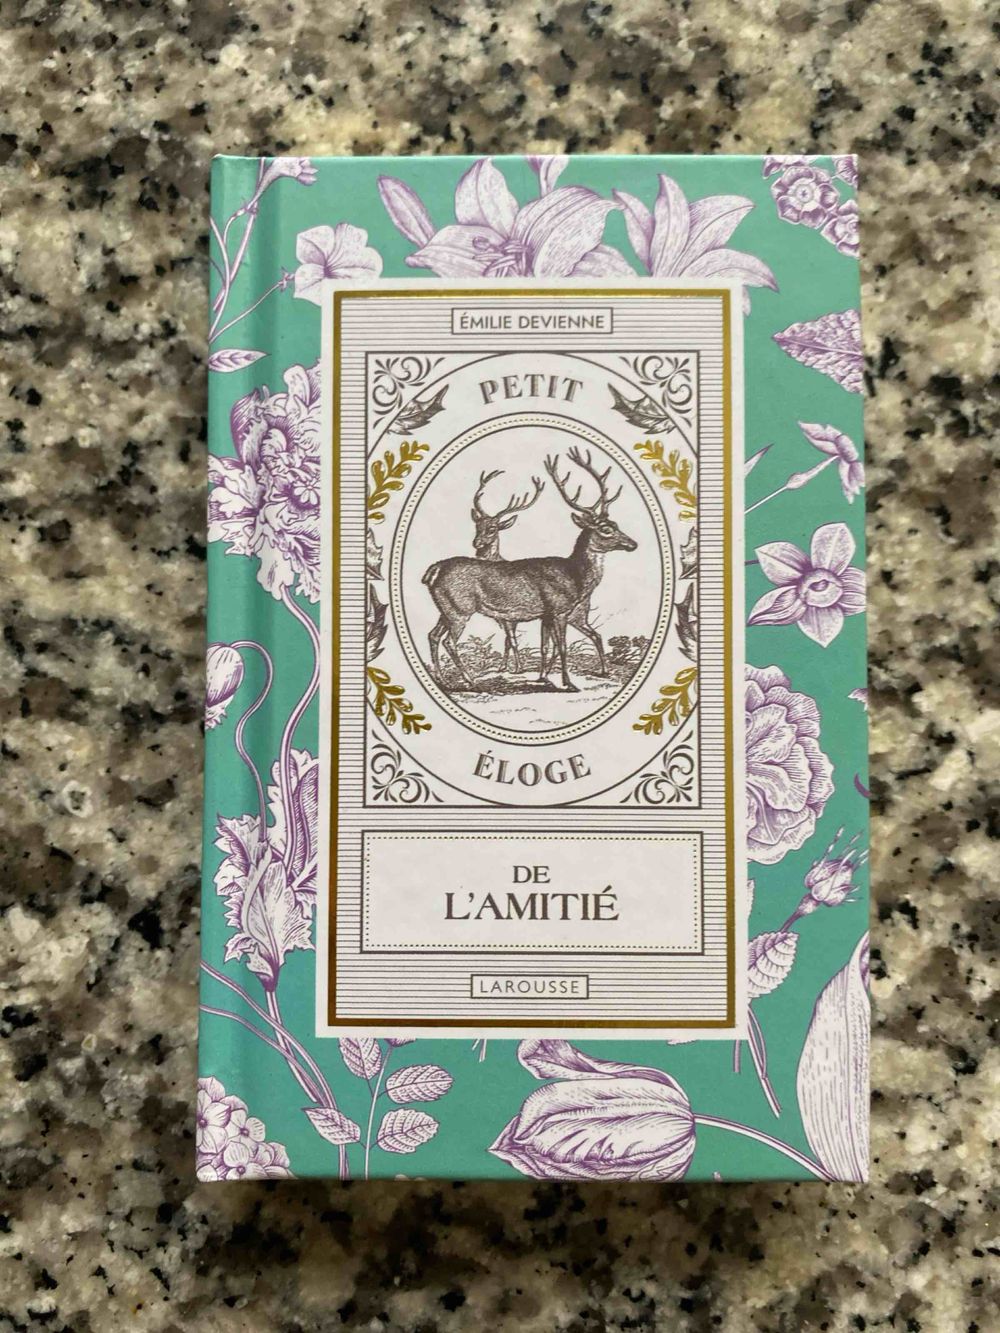 ÉMILIE DEVIENNE
PETIT
ÉLOGE
DE
L'AMITIÉ
LAROUSSE